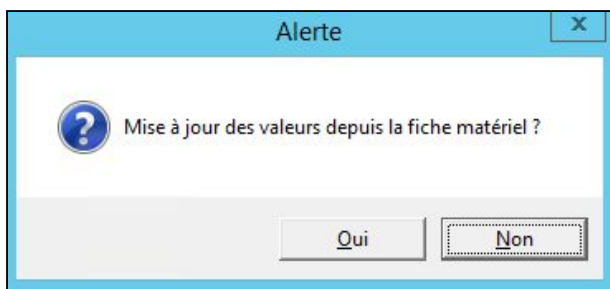 Alerte
x
Mise à jour des valeurs depuis la fiche matériel ?
Oui
Non